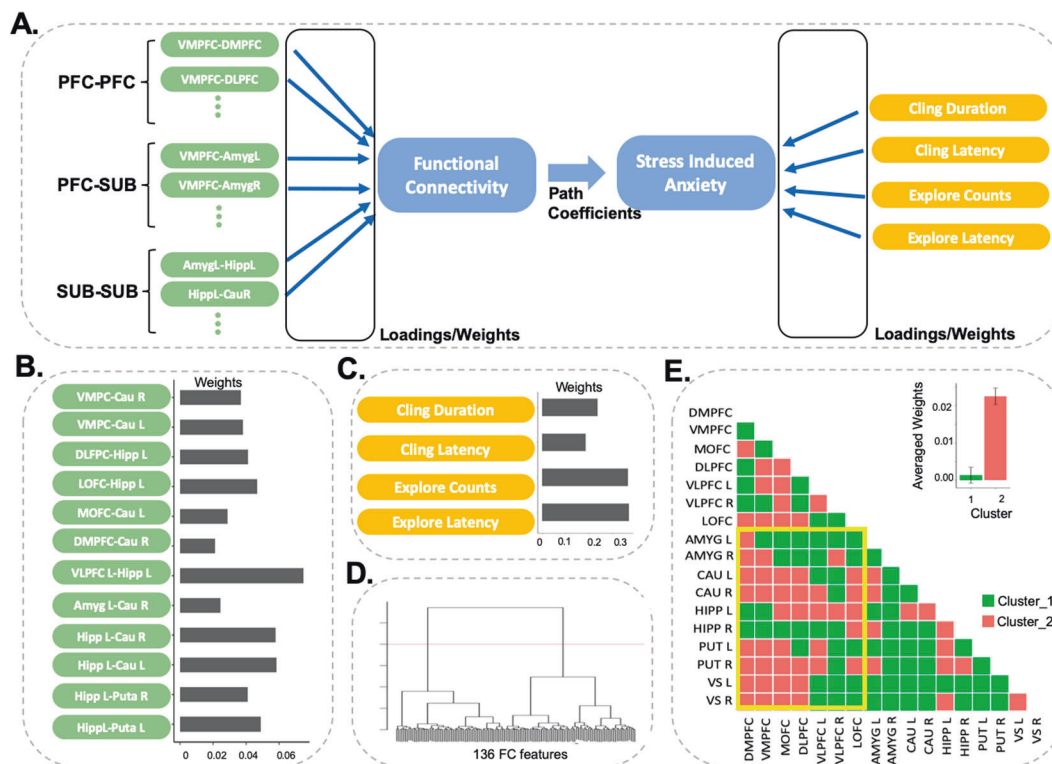 A.
PFC-PFC
VMPFC-DMPFC
VMPFC-DLPFC
PFC-SUB
VMPFC-AmygL
VMPFC-AmygR
SUB-SUB
AmygL-HippL
HippL-CauR
Loadings/Weights
Functional
Connectivity
Path
Coefficients
Stress Induced
Anxiety
Cling Duration
Cling Latency
Explore Counts
Explore Latency
Loadings/Weights
B.
Weights
VMPC-Cau R
VMPC-Cau L
DLFPC-Hipp L
LOFC-Hipp L
MOFC-Cau L
DMPFC-Cau R
VLPFC L-Hipp L
Amyg L-Cau R
Hipp L-Cau R
Hipp L-Cau L
Hipp L-Puta R
HippL-Puta L
0 0.02 0.04 0.06
C.
Weights
Cling Duration
Cling Latency
Explore Counts
Explore Latency
0 0.1 0.2 0.3
D.
136 FC features
E.
DMPFC
VMPFC
MOFC
DLPFC
VLPFC L
VLPFC R
LOFC
AMYG L
AMYG R
CAU L
CAU R
HIPP L
HIPP R
PUT L
PUT R
VS L
VS R
DMPFC
VMPFC
MOFC
DLPFC
VLPFC L
VLPFC R
LOFC
AMYG L
AMYG R
CAU L
CAU R
HIPP L
HIPP R
PUT L
PUT R
VS L
VS R
Averaged Weights
0.02
0.01
0.00
1 2
Cluster
Cluster_1
Cluster_2